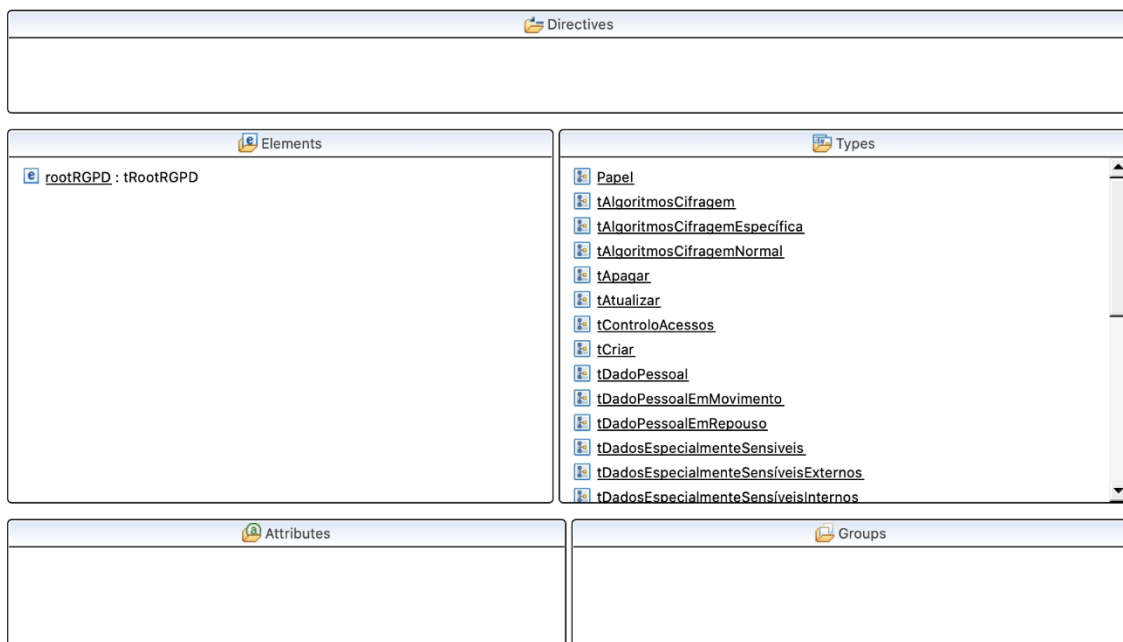 Directives
Elements
rootRGPD : tRootRGPD
Types
Papel
tAlgoritmosCifragem
tAlgoritmosCifragemEspecífica
tAlgoritmosCifragemNormal
tApagar
tAtualizar
tControloAcessos
tCriar
tDadoPessoal
tDadoPessoalEmMovimento
tDadoPessoalEmRepouso
tDadosEspecialmenteSensiveis
tDadosEspecialmenteSensíveisExternos
tDadosEspecialmenteSensíveisInternos
Attributes
Groups